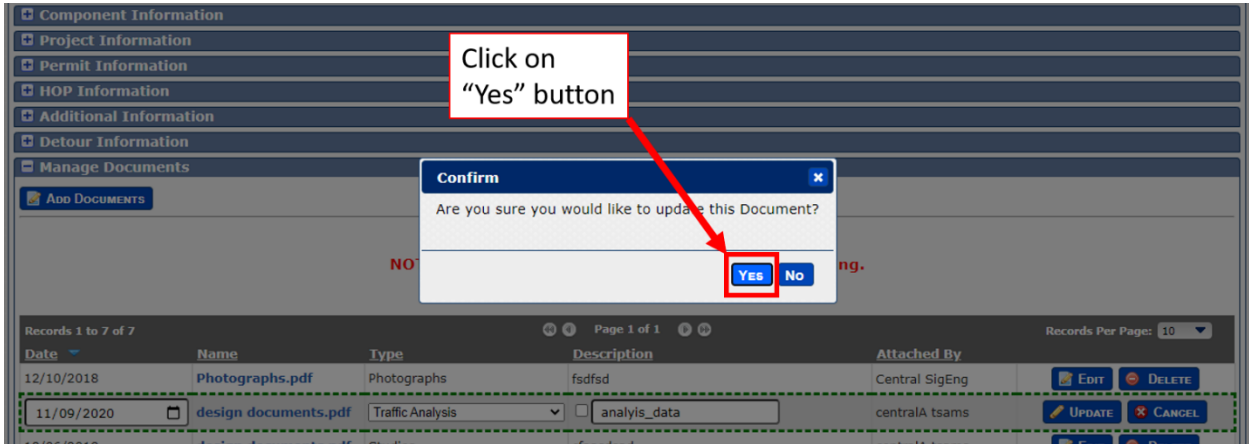 Component Information
Project Information
Permit Information
HOP Information
Additional Information
Detour Information
Manage Documents
Click on
“Yes” button
ADD DOCUMENTS
Confirm
Are you sure you would like to update this Document?
YES NO
NO ng.
Records 1 to 7 of 7 Page 1 of 1 Records Per Page: 10
Date Name Type Description Attached By
12/10/2018 Photographs.pdf Photographs fsdfsd Central SigEng EDIT DELETE
11/09/2020 design documents.pdf Traffic Analysis analyis_data centralA tsams UPDATE CANCEL